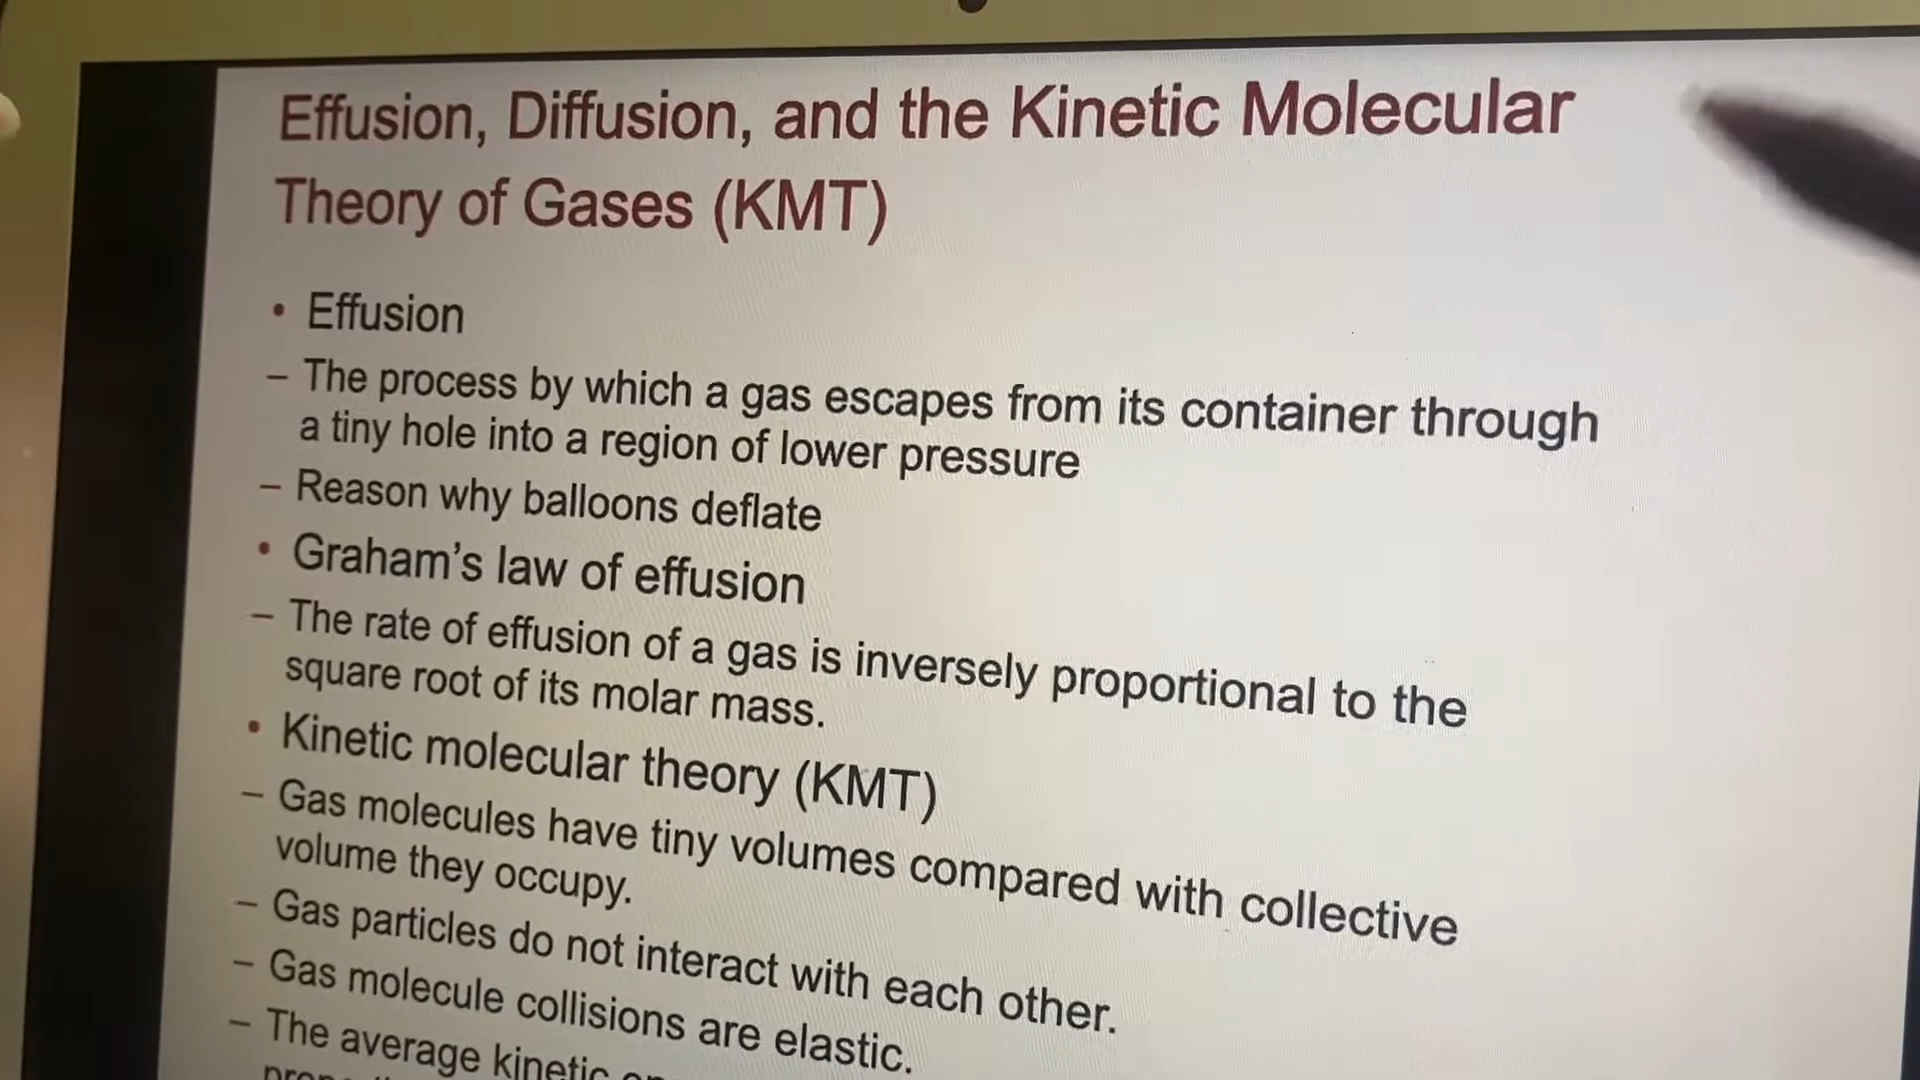 Effusion, Diffusion, and the Kinetic Molecular
Theory of Gases (KMT)
• Effusion
– The process by which a gas escapes from its container through
a tiny hole into a region of lower pressure
– Reason why balloons deflate
• Graham's law of effusion
– The rate of effusion of a gas is inversely proportional to the
square root of its molar mass.
• Kinetic molecular theory (KMT)
– Gas molecules have tiny volumes compared with collective
volume they occupy.
– Gas particles do not interact with each other.
– Gas molecule collisions are elastic.
– The average kinetic